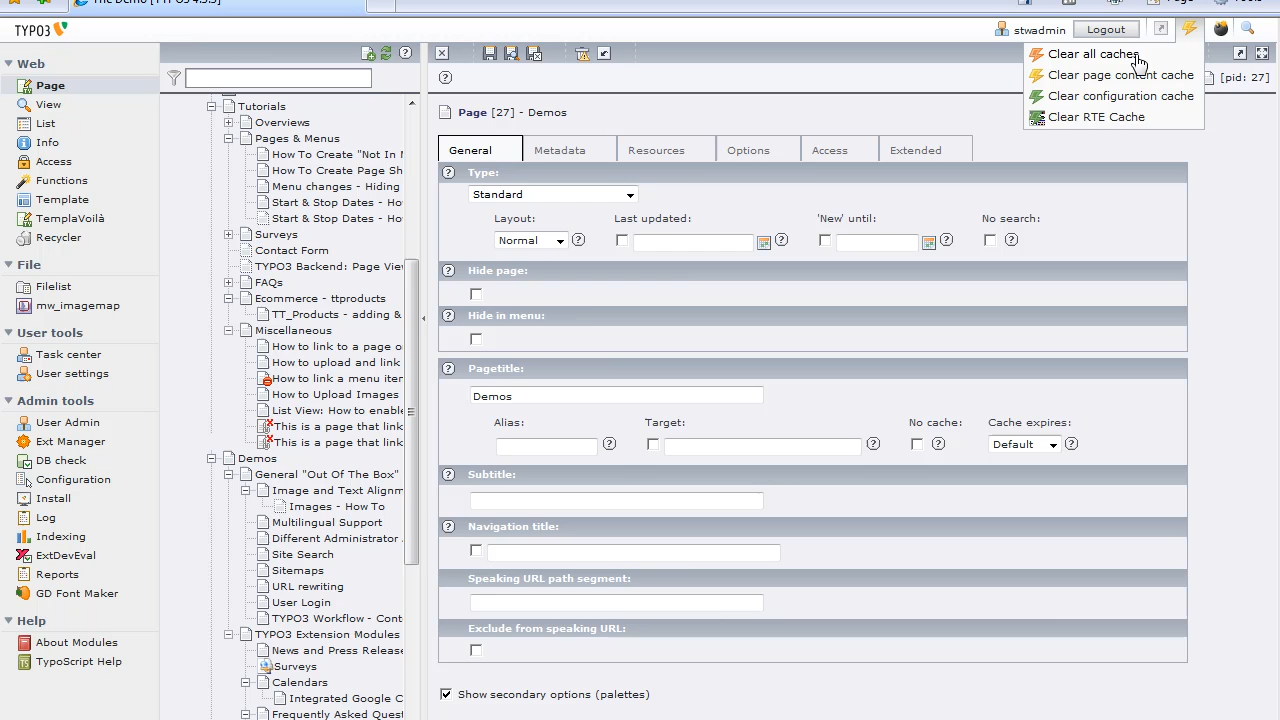 The Demo [TYPO3 4.3.3]
Page
Tools
TYPO3
stwadmin
Logout
Clear all caches
Clear page content cache
Clear configuration cache
Clear RTE Cache
[pid: 27]
Web
Page
View
List
Info
Access
Functions
Template
TemplaVoilà
Recycler
File
Filelist
mw_imagemap
User tools
Task center
User settings
Admin tools
User Admin
Ext Manager
DB check
Configuration
Install
Log
Indexing
ExtDevEval
Reports
GD Font Maker
Help
About Modules
TypoScript Help
Tutorials
Overviews
Pages & Menus
How To Create "Not In
How To Create Page Sh
Menu changes - Hiding
Start & Stop Dates - Ho
Start & Stop Dates - Ho
Surveys
Contact Form
TYPO3 Backend: Page Vie
FAQs
Ecommerce - ttproducts
TT_Products - adding &
Miscellaneous
How to link to a page o
How to upload and link
How to link a menu iter
How to Upload Images
List View: How to enable
This is a page that link
This is a page that link
Demos
General "Out Of The Box"
Image and Text Alignm
Images - How To
Multilingual Support
Different Administrator
Site Search
Sitemaps
URL rewriting
User Login
TYPO3 Workflow - Cont
TYPO3 Extension Modules
News and Press Release
Surveys
Calendars
Integrated Google C
Frequently Asked Quest
Page [27] - Demos
General
Metadata
Resources
Options
Access
Extended
Type:
Standard
Layout:
Last updated:
'New' until:
No search:
Normal
Hide page:
Hide in menu:
Pagetitle:
Demos
Alias:
Target:
No cache:
Cache expires:
Default
Subtitle:
Navigation title:
Speaking URL path segment:
Exclude from speaking URL:
Show secondary options (palettes)